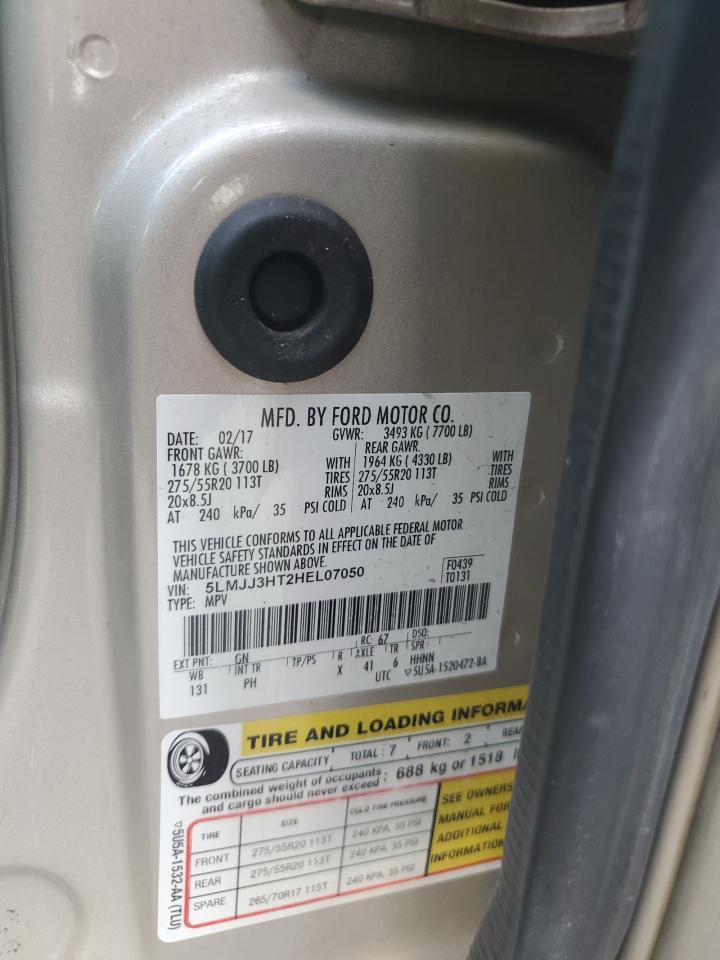 MFD. BY FORD MOTOR CO.
DATE: 02/17 GVWR: 3493 KG ( 7700 LB)
FRONT GAWR: REAR GAWR:
1678 KG ( 3700 LB) WITH 1964 KG ( 4330 LB) WITH
275/55R20 113T TIRES 275/55R20 113T TIRES
20x8.5J RIMS 20x8.5J RIMS
AT 240 kPa/ 35 PSI COLD AT 240 kPa/ 35 PSI COLD
THIS VEHICLE CONFORMS TO ALL APPLICABLE FEDERAL MOTOR
VEHICLE SAFETY STANDARDS IN EFFECT ON THE DATE OF
MANUFACTURE SHOWN ABOVE.
VIN: 5LMJJ3HT2HEL07050 F0439
TYPE: MPV T0131
RC: 67 DSO:
EXT PNT: GN
WB INT TR TP/PS R AXLE TR SPR
131 PH X 41 6 HHNN
UTC ▽5U5A-1520472-BA
TIRE AND LOADING INFORMA
SEATING CAPACITY TOTAL : 7 FRONT: 2 REA
The combined weight of occupants
and cargo should never exceed : 688 kg or 1518 l
TIRE SIZE COLD TIRE PRESSURE
FRONT 275/55R20 113T 240 KPA, 35 PSI
REAR 275/55R20 113T 240 KPA, 35 PSI
SPARE 265/70R17 115T 240 KPA, 35 PSI
SEE OWNERS
MANUAL FOR
ADDITIONAL
INFORMATION
▽5U5A-1532-AA (TLU)